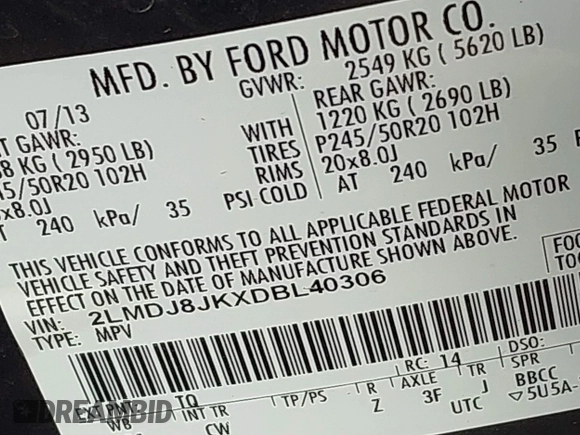 MFD. BY FORD MOTOR CO.
07/13 GVWR: 2549 KG ( 5620 LB)
GAWR: REAR GAWR:
8 KG ( 2950 LB) WITH 1220 KG ( 2690 LB)
5/50R20 102H TIRES P245/50R20 102H
x8.0J RIMS 20x8.0J
AT 240 kPa/ 35 PSI COLD AT 240 kPa/ 35
THIS VEHICLE CONFORMS TO ALL APPLICABLE FEDERAL MOTOR
VEHICLE SAFETY AND THEFT PREVENTION STANDARDS IN
EFFECT ON THE DATE OF MANUFACTURE SHOWN ABOVE.
VIN: 2LMDJ8JKXDBL40306
TYPE: MPV
RC: 14 DSO:
EXT PNT TQ
INT TR TP/PS R AXLE TR SPR
W8 CW Z 3F J BBCC
UTC ▽5U5A-
DREAMBID